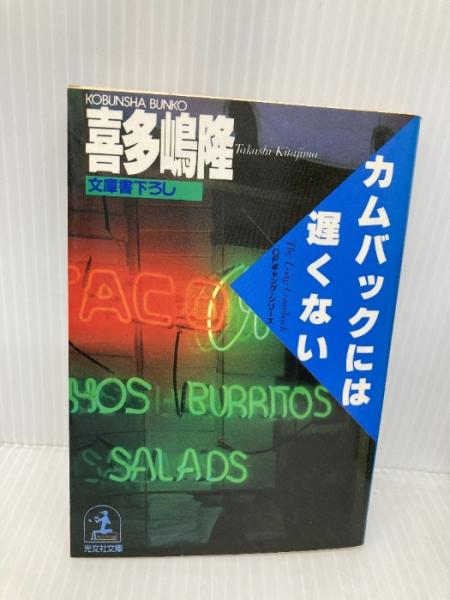 KOBUNSHA BUNKO
喜多嶋隆
Takashi Kitajima
文庫書下ろし
カムバックには
遅くない
The Long Comeback
CFギャング・シリーズ
TACO
HOS BURRITOS
SALADS
光文社文庫